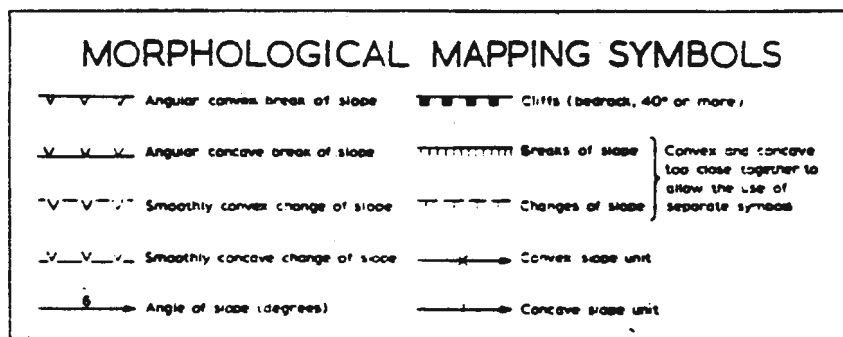 MORPHOLOGICAL MAPPING SYMBOLS
Angular convex break of slope
Angular concave break of slope
Smoothly convex change of slope
Smoothly concave change of slope
6
Angle of slope (degrees)
Cliffs (bedrock, 40° or more)
Breaks of slope
Changes of slope
Convex and concave
too close together to
allow the use of
separate symbols
Convex slope unit
Concave slope unit